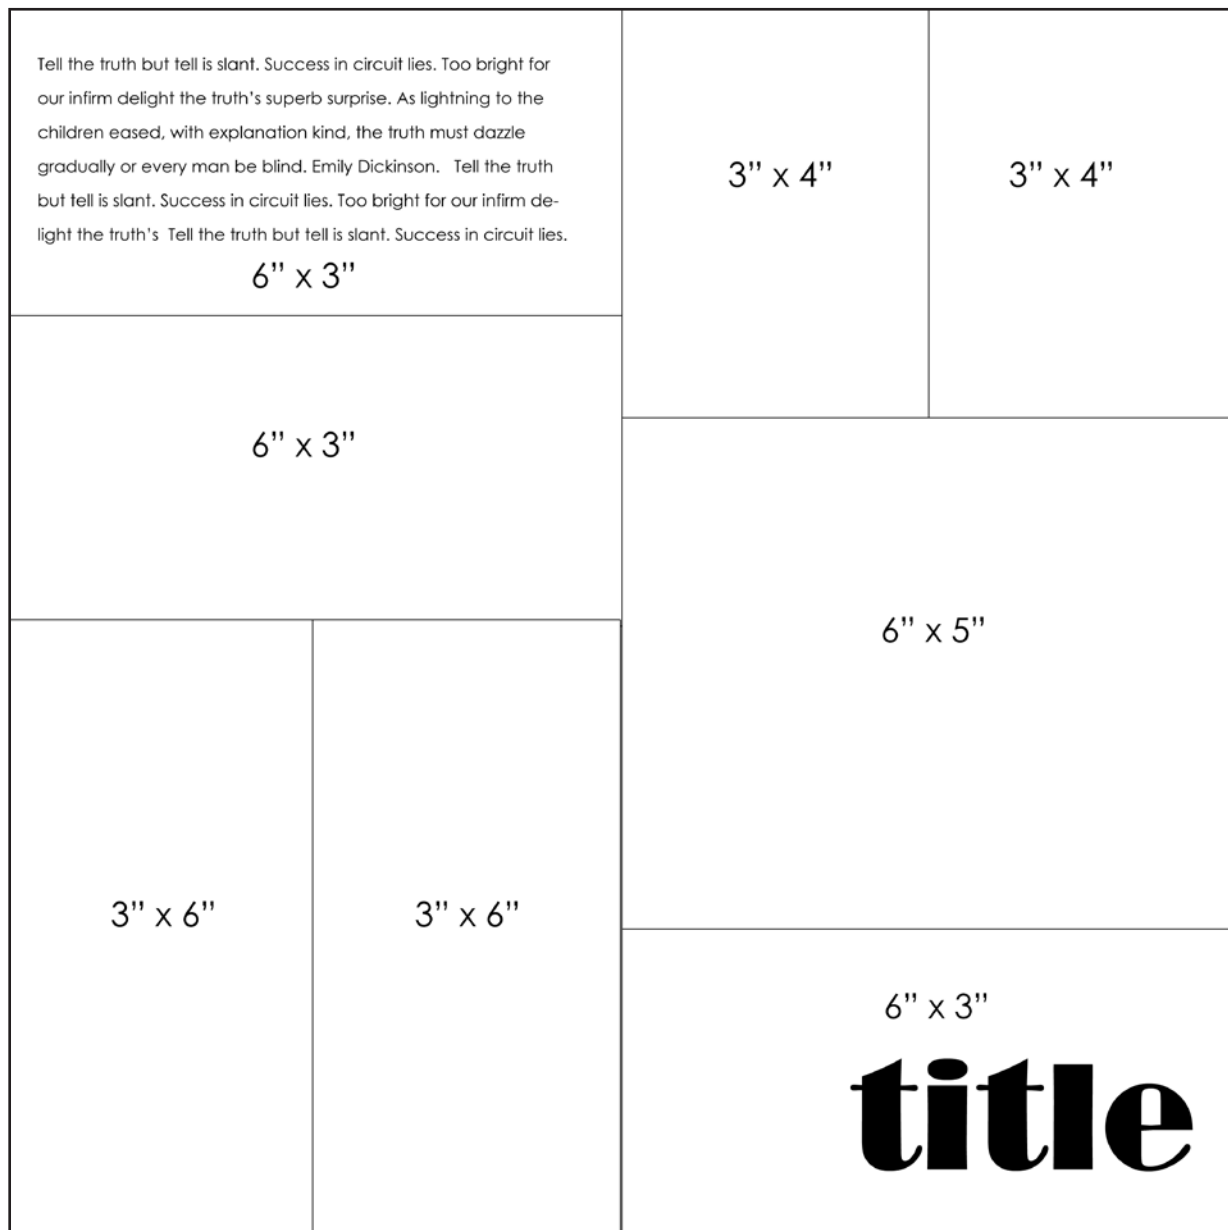 Tell the truth but tell is slant. Success in circuit lies. Too bright for
our infirm delight the truth’s superb surprise. As lightning to the
children eased, with explanation kind, the truth must dazzle
gradually or every man be blind. Emily Dickinson.   Tell the truth
but tell is slant. Success in circuit lies. Too bright for our infirm de-
light the truth’s  Tell the truth but tell is slant. Success in circuit lies.
6” x 3”
6” x 3”
3” x 6”
3” x 6”
3” x 4”
3” x 4”
6” x 5”
6” x 3”
title